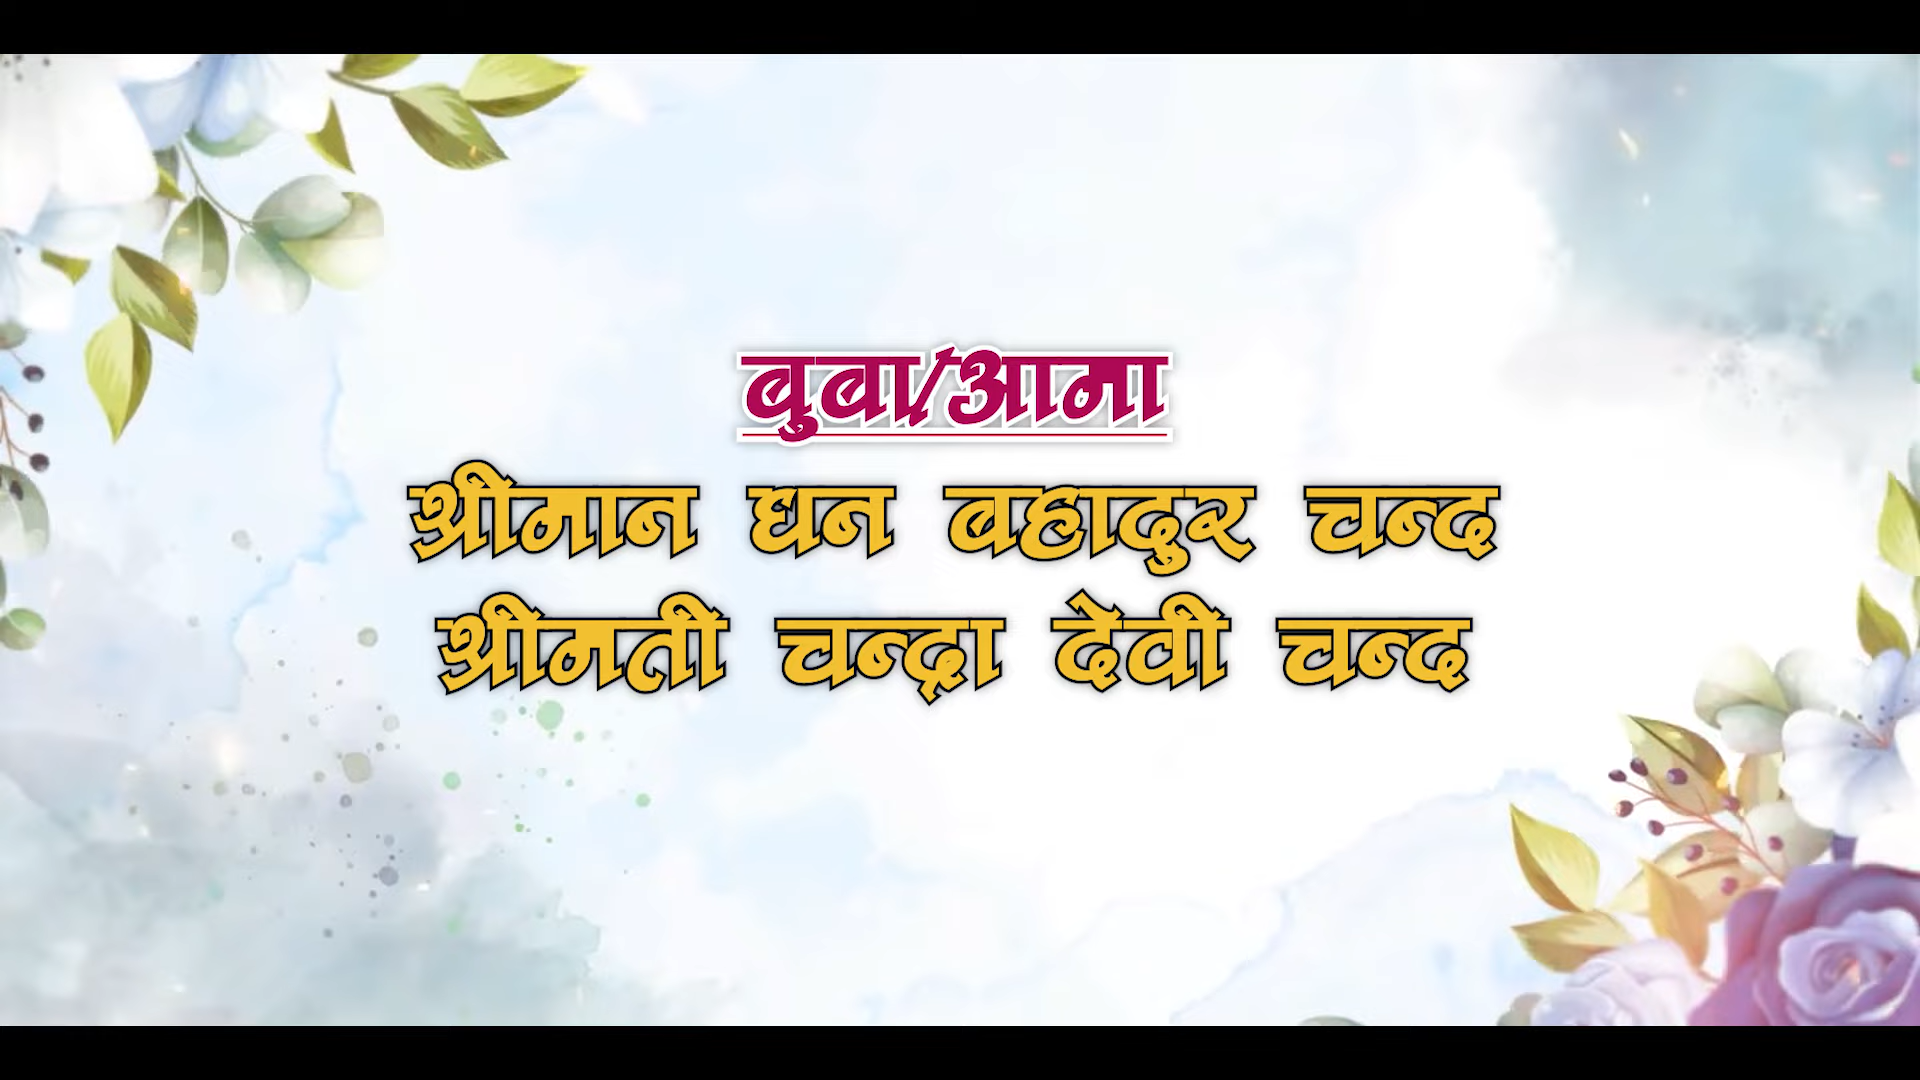 बुबा/आमा
श्रीमान धन बहादुर चन्द
श्रीमती चन्द्रा देवी चन्द